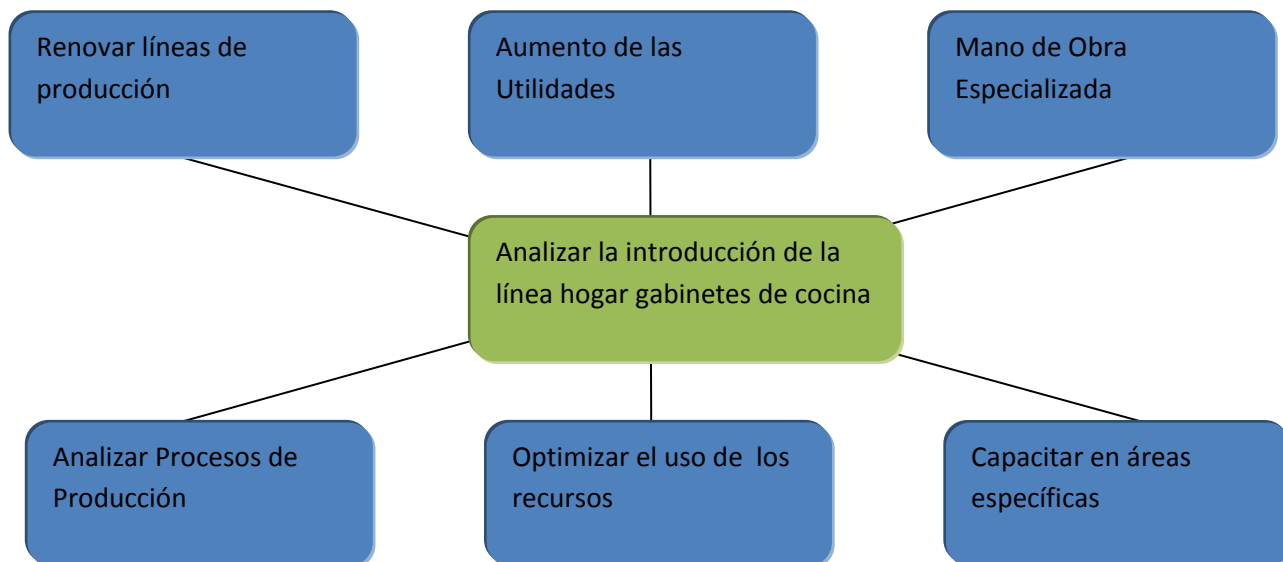 Renovar líneas de
producción
Aumento de las
Utilidades
Mano de Obra
Especializada
Analizar la introducción de la
línea hogar gabinetes de cocina
Analizar Procesos de
Producción
Optimizar el uso de  los
recursos
Capacitar en áreas
específicas